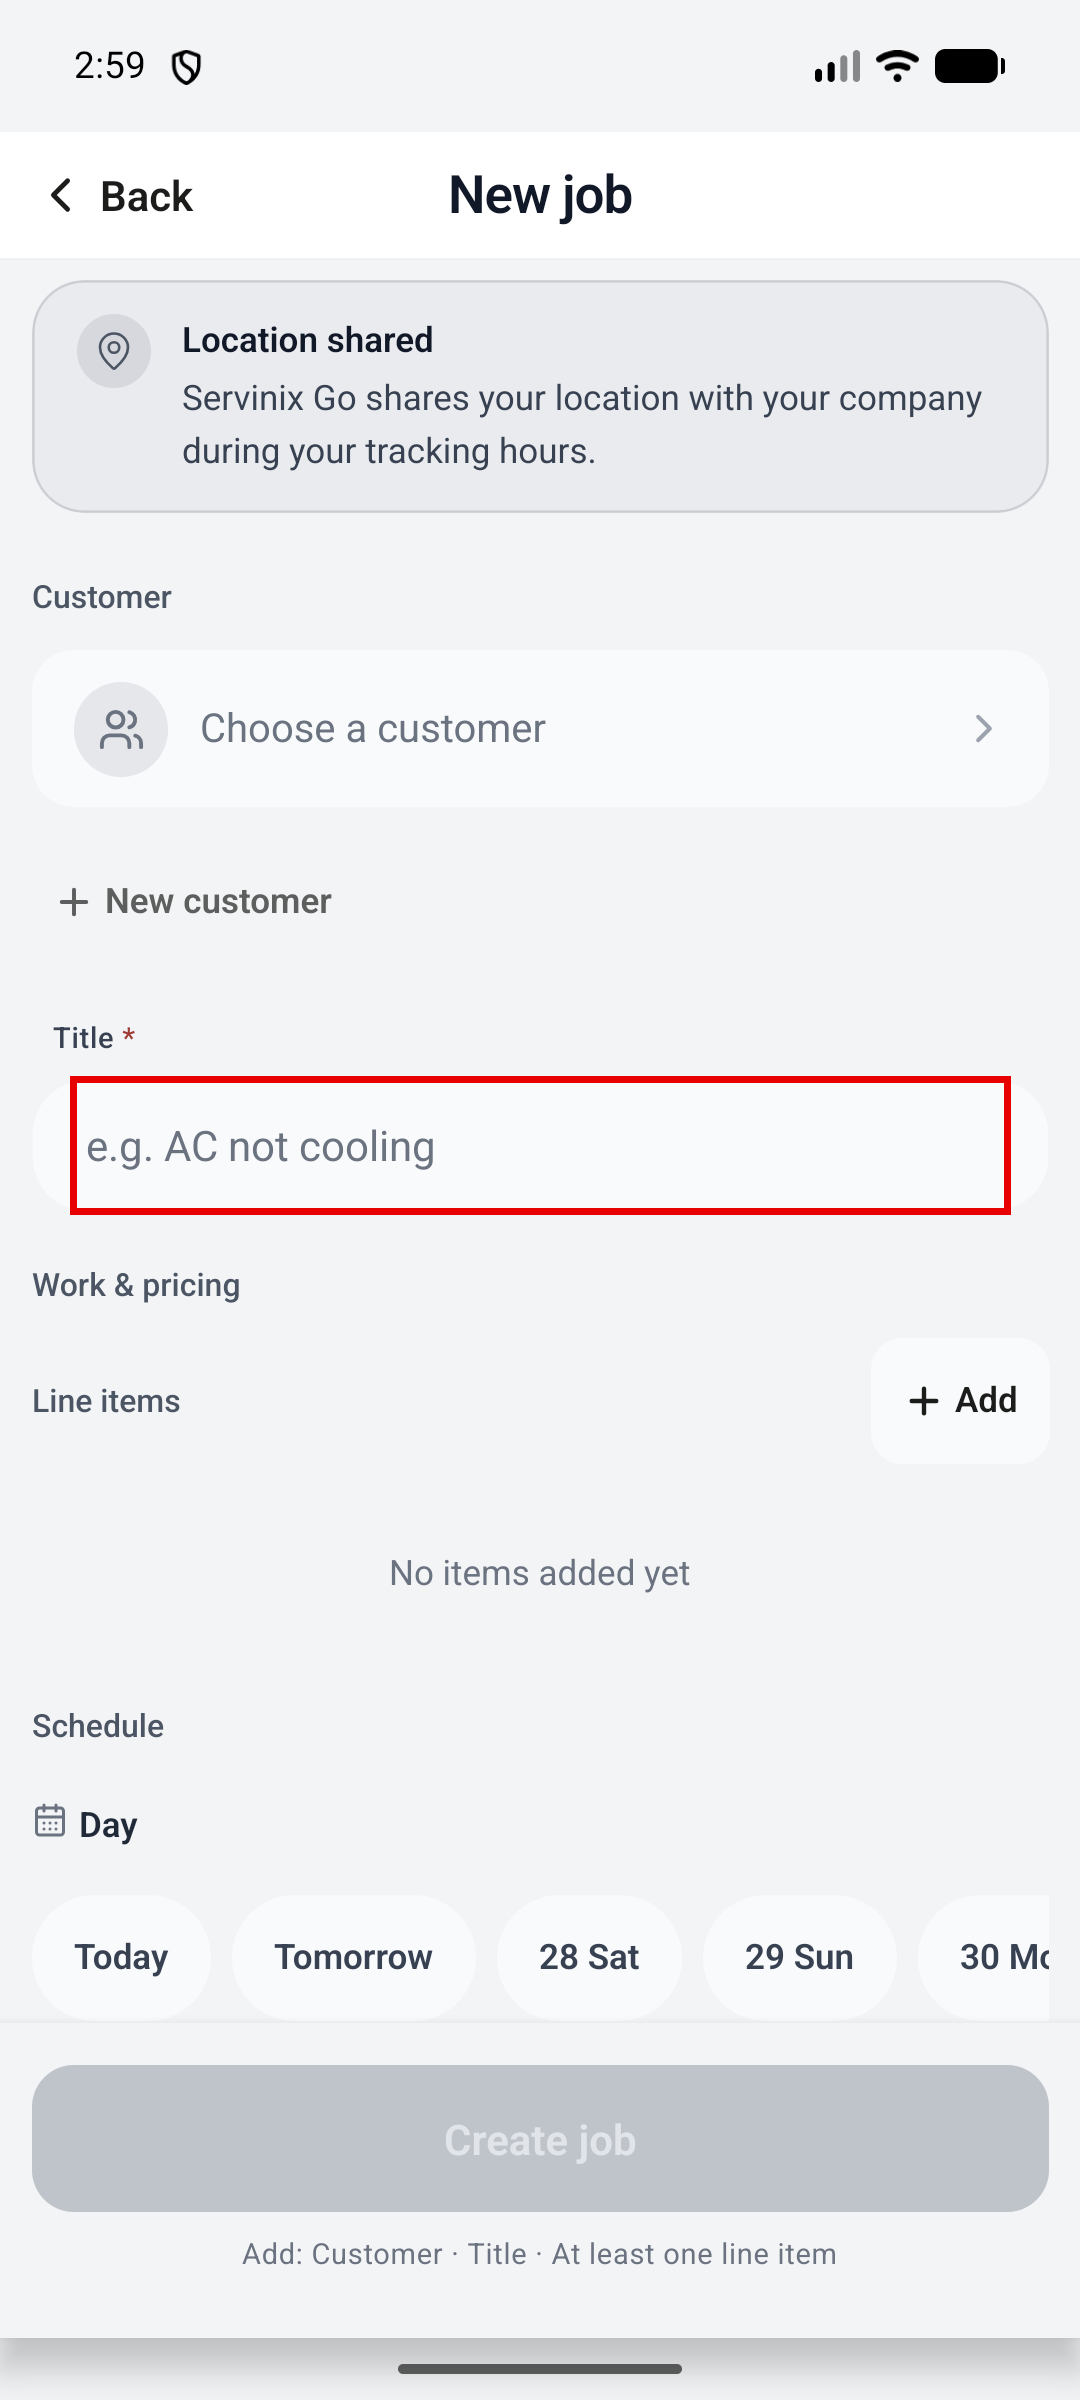 2:59
Back
New job
Location shared
Servinix Go shares your location with your company
during your tracking hours.
Customer
Choose a customer
New customer
Title *
e.g. AC not cooling
Work & pricing
Line items
Add
No items added yet
Schedule
Day
Today
Tomorrow
28 Sat
29 Sun
30 Mo
Create job
Add: Customer · Title · At least one line item